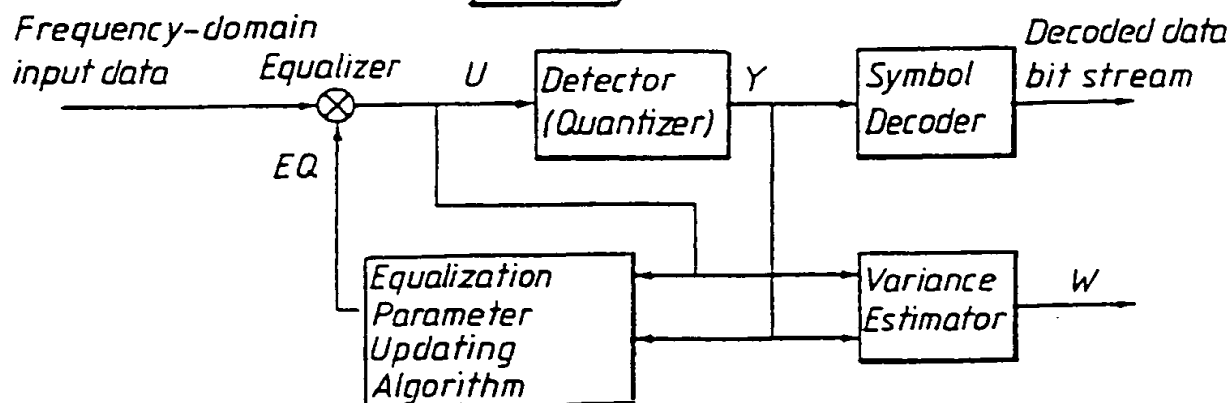 Frequency-domain
input data
Equalizer
U
Detector
(Quantizer)
Y
Symbol
Decoder
Decoded data
bit stream
EQ
Equalization
Parameter
Updating
Algorithm
Variance
Estimator
W